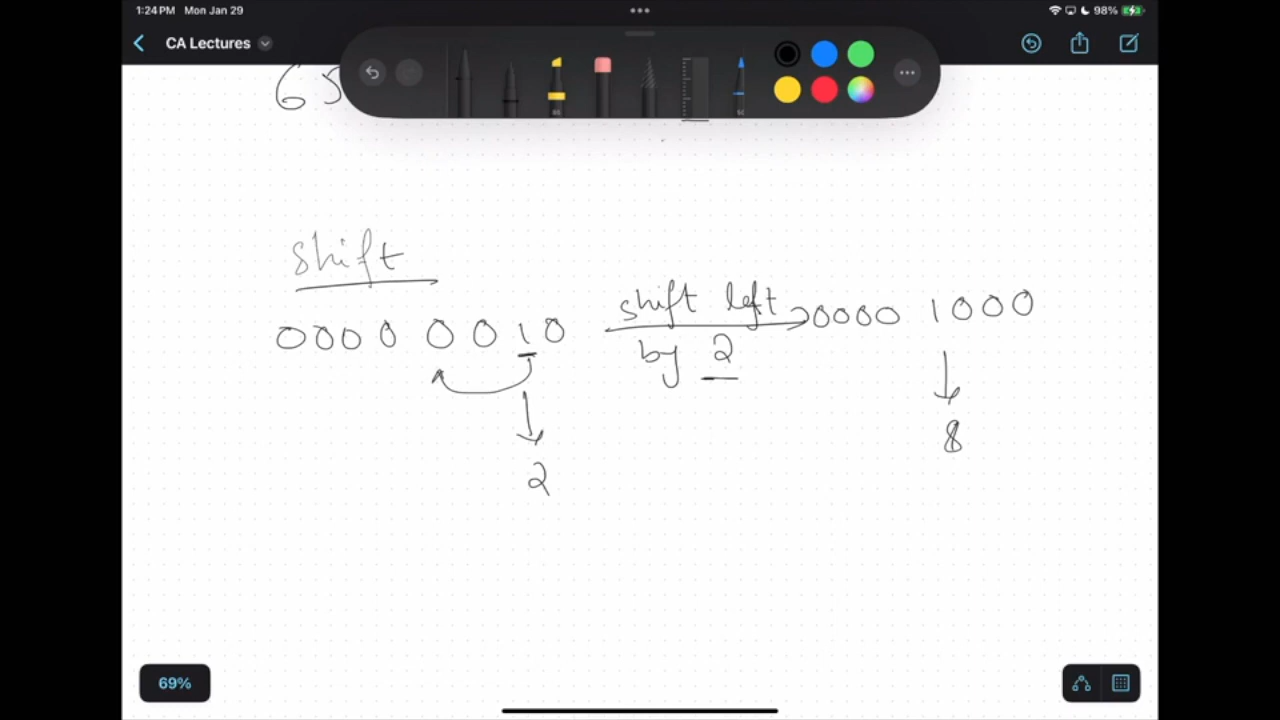 1:24 PM Mon Jan 29
98%
CA Lectures
65
shift
0000 0010 shift left 0000 1000
by 2
8
2
69%